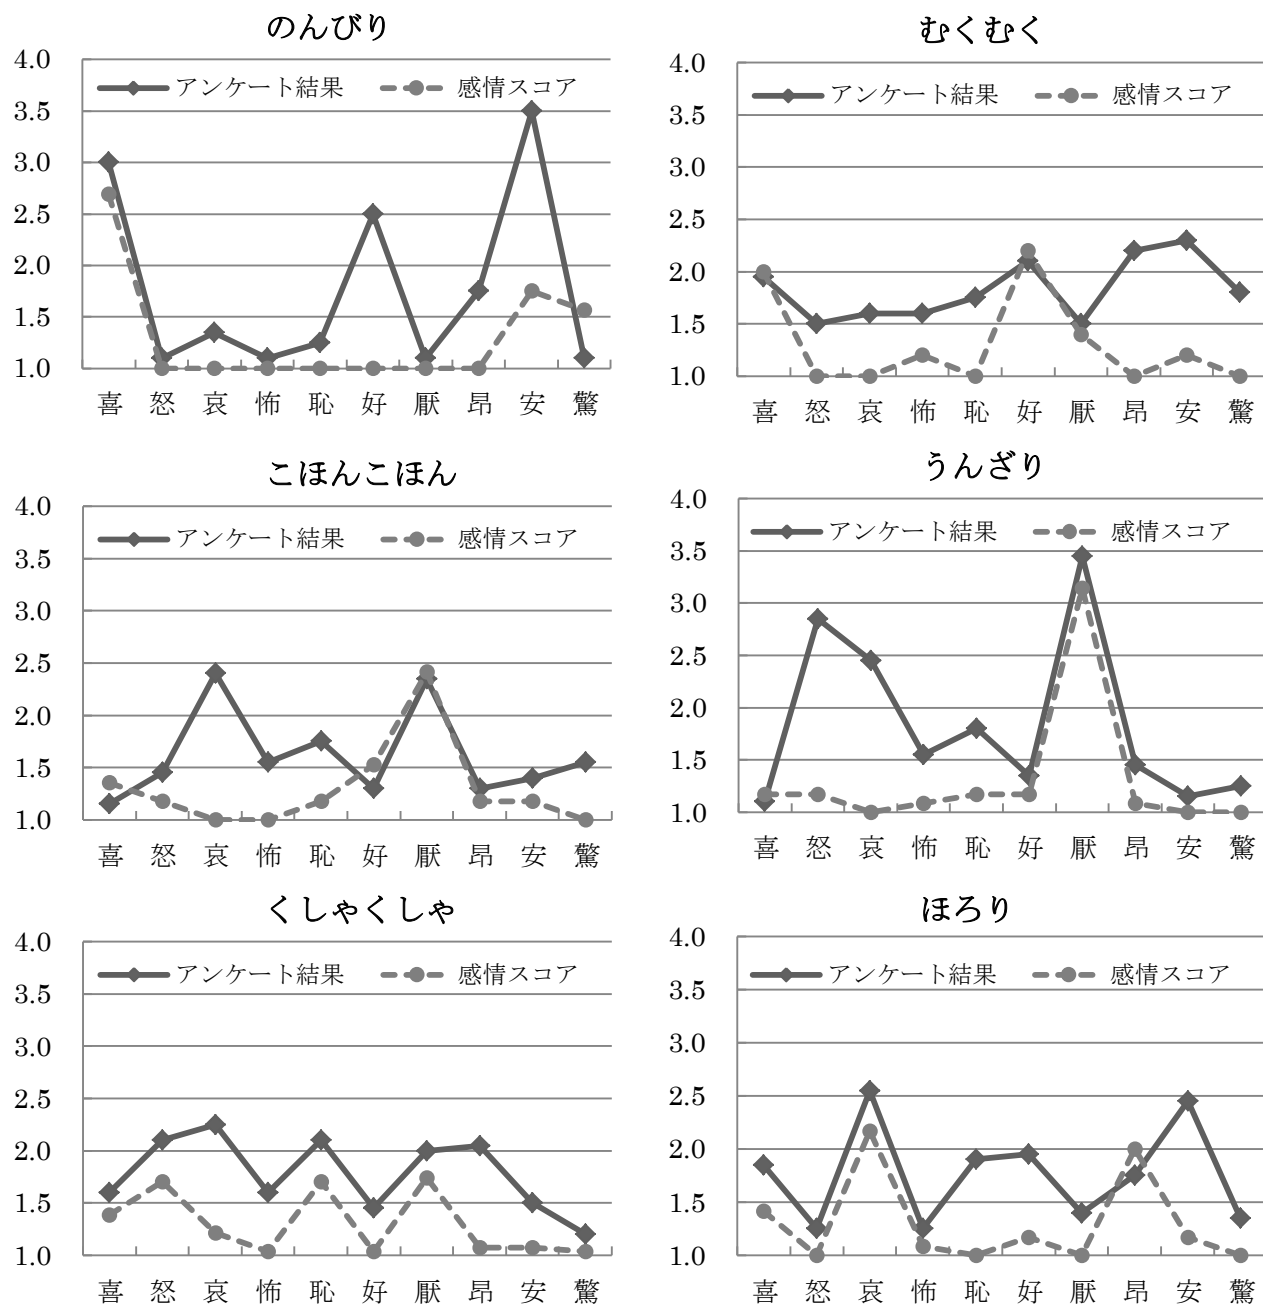 のんびり
4.0
3.5
3.0
2.5
2.0
1.5
1.0
アンケート結果 感情スコア
喜 怒 哀 怖 恥 好 厭 昂 安 驚
むくむく
4.0
3.5
3.0
2.5
2.0
1.5
1.0
アンケート結果 感情スコア
喜 怒 哀 怖 恥 好 厭 昂 安 驚
こほんこほん
4.0
3.5
3.0
2.5
2.0
1.5
1.0
アンケート結果 感情スコア
喜 怒 哀 怖 恥 好 厭 昂 安 驚
うんざり
4.0
3.5
3.0
2.5
2.0
1.5
1.0
アンケート結果 感情スコア
喜 怒 哀 怖 恥 好 厭 昂 安 驚
くしゃくしゃ
4.0
3.5
3.0
2.5
2.0
1.5
1.0
アンケート結果 感情スコア
喜 怒 哀 怖 恥 好 厭 昂 安 驚
ほろり
4.0
3.5
3.0
2.5
2.0
1.5
1.0
アンケート結果 感情スコア
喜 怒 哀 怖 恥 好 厭 昂 安 驚